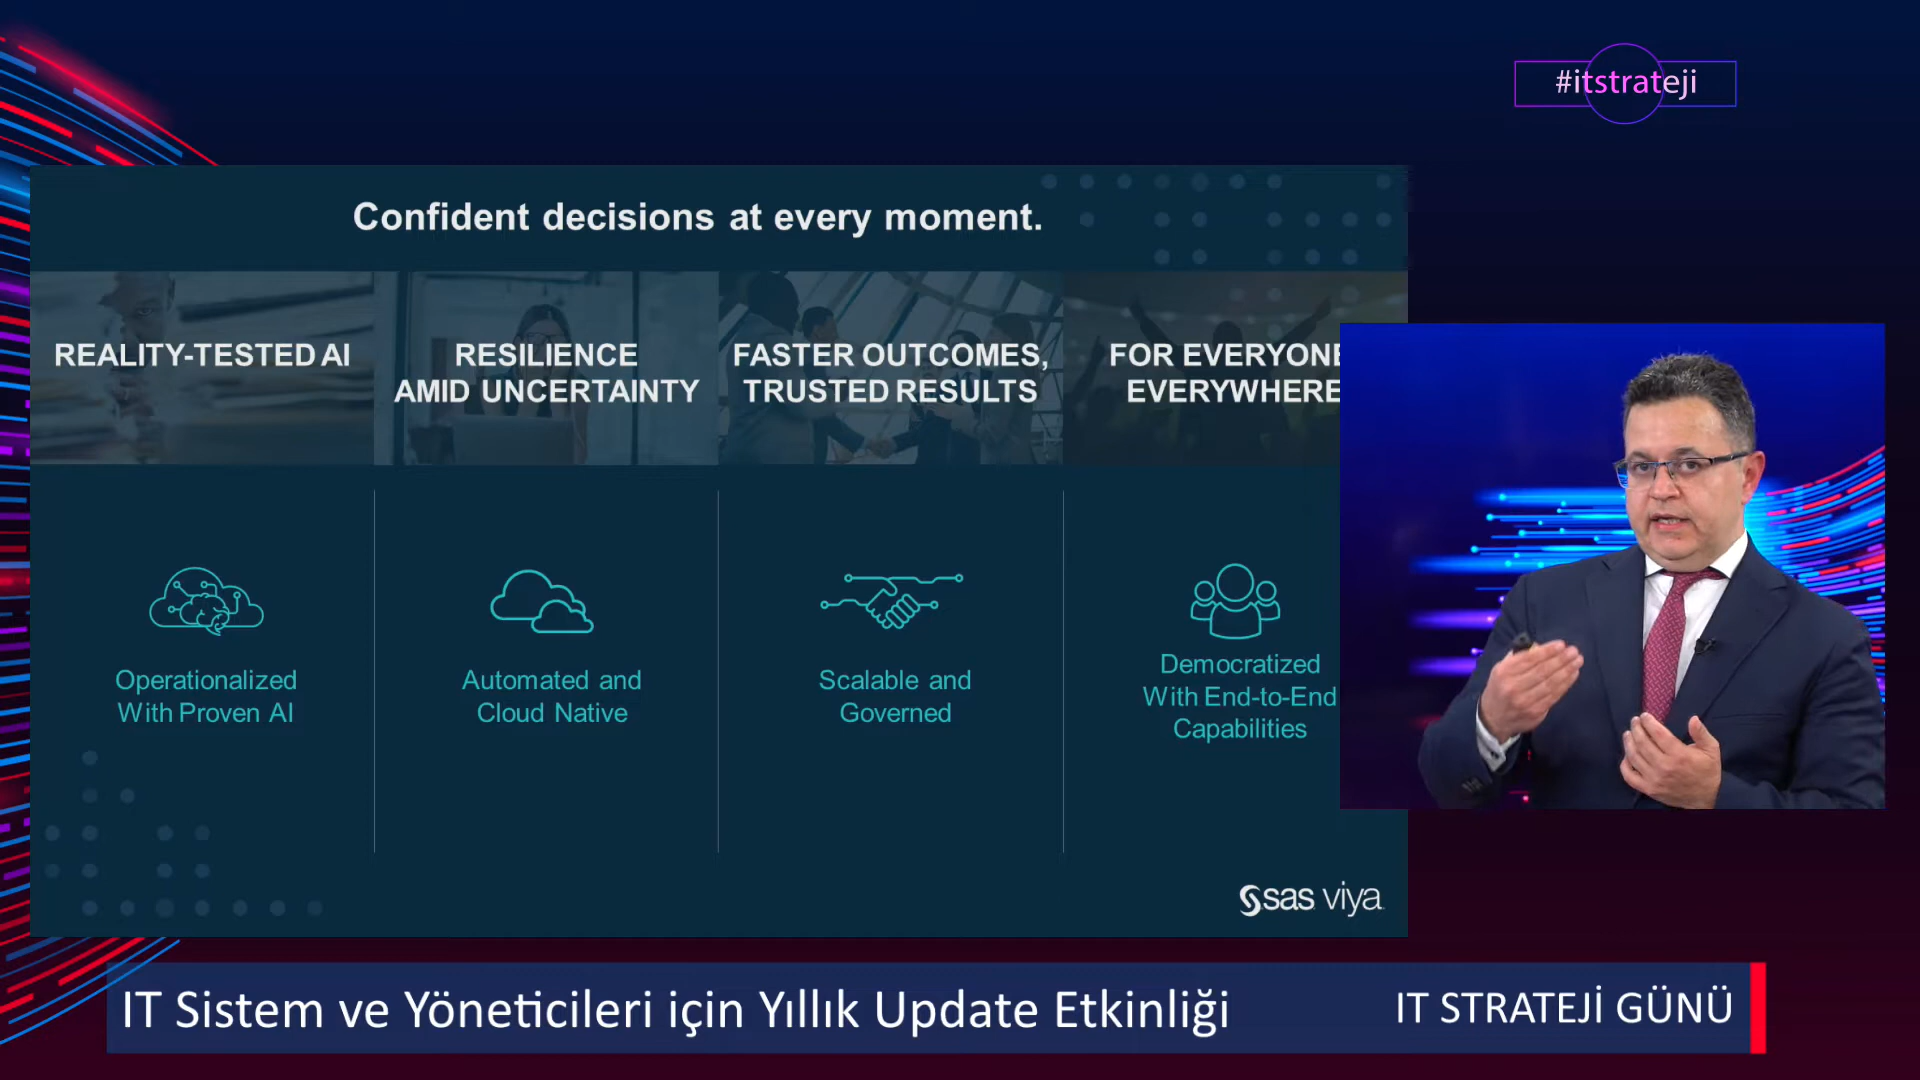 #itstrateji
Confident decisions at every moment.
REALITY-TESTED AI
RESILIENCE
AMID UNCERTAINTY
FASTER OUTCOMES,
TRUSTED RESULTS
FOR EVERYONE
EVERYWHERE
Operationalized
With Proven AI
Automated and
Cloud Native
Scalable and
Governed
Democratized
With End-to-End
Capabilities
sas viya
IT Sistem ve Yöneticileri için Yıllık Update Etkinliği
IT STRATEJİ GÜNÜ